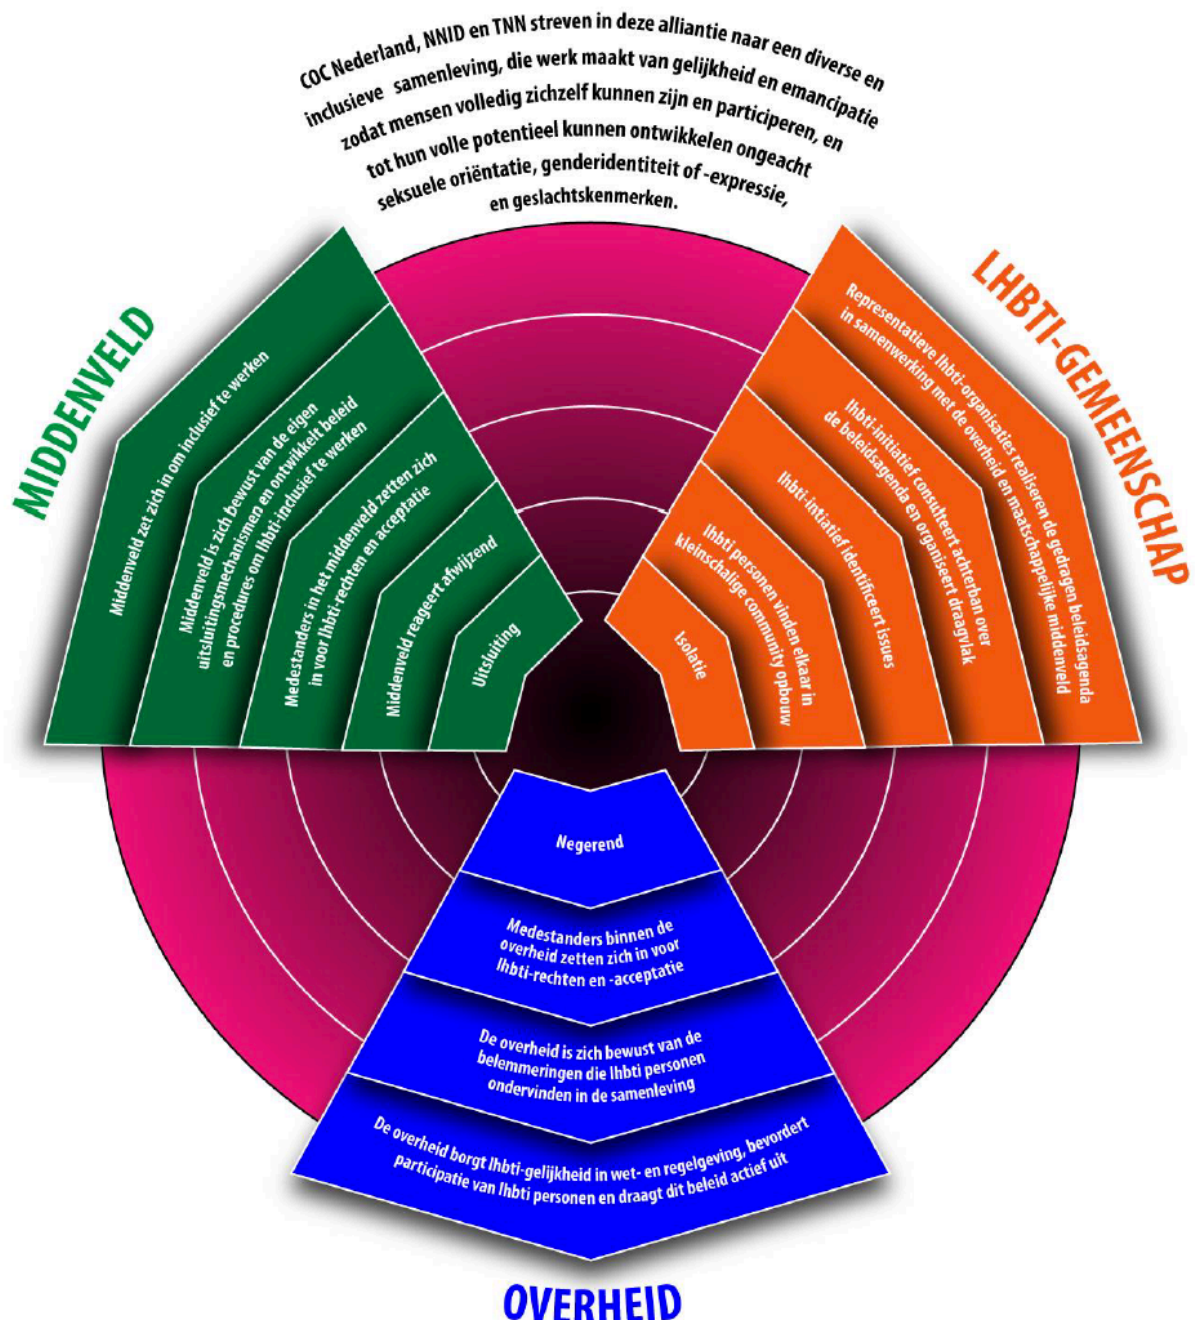 COC Nederland, NNID en TNN streven in deze alliantie naar een diverse en
inclusieve samenleving, die werk maakt van gelijkheid en emancipatie
zodat mensen volledig zichzelf kunnen zijn en participeren, en
tot hun volle potentieel kunnen ontwikkelen ongeacht
seksuele oriëntatie, genderidentiteit of -expressie,
en geslachtskenmerken.
MIDDENVELD
Middenveld zet zich in om inclusief te werken
Middenveld is zich bewust van de eigen
uitsluitingsmechanismen en ontwikkelt beleid
en procedures om lhbti-inclusief te werken
Medestanders in het middenveld zetten zich
in voor lhbti-rechten en acceptatie
Middenveld reageert afwijzend
Uitsluiting
LHBTI-GEMEENSCHAP
Representatieve lhbti-organisaties realiseren de gedragen beleidsagenda
in samenwerking met de overheid en maatschappelijke middenveld
lhbti-initiatief consulteert achterban over
de beleidsagenda en organiseert draagvlak
lhbti-intiatief identificeert issues
lhbti personen vinden elkaar in
kleinschalige community opbouw
Isolatie
Negerend
Medestanders binnen de
overheid zetten zich in voor
lhbti-rechten en -acceptatie
De overheid is zich bewust van de
belemmeringen die lhbti personen
ondervinden in de samenleving
De overheid borgt lhbti-gelijkheid in wet- en regelgeving, bevordert
participatie van lhbti personen en draagt dit beleid actief uit
OVERHEID